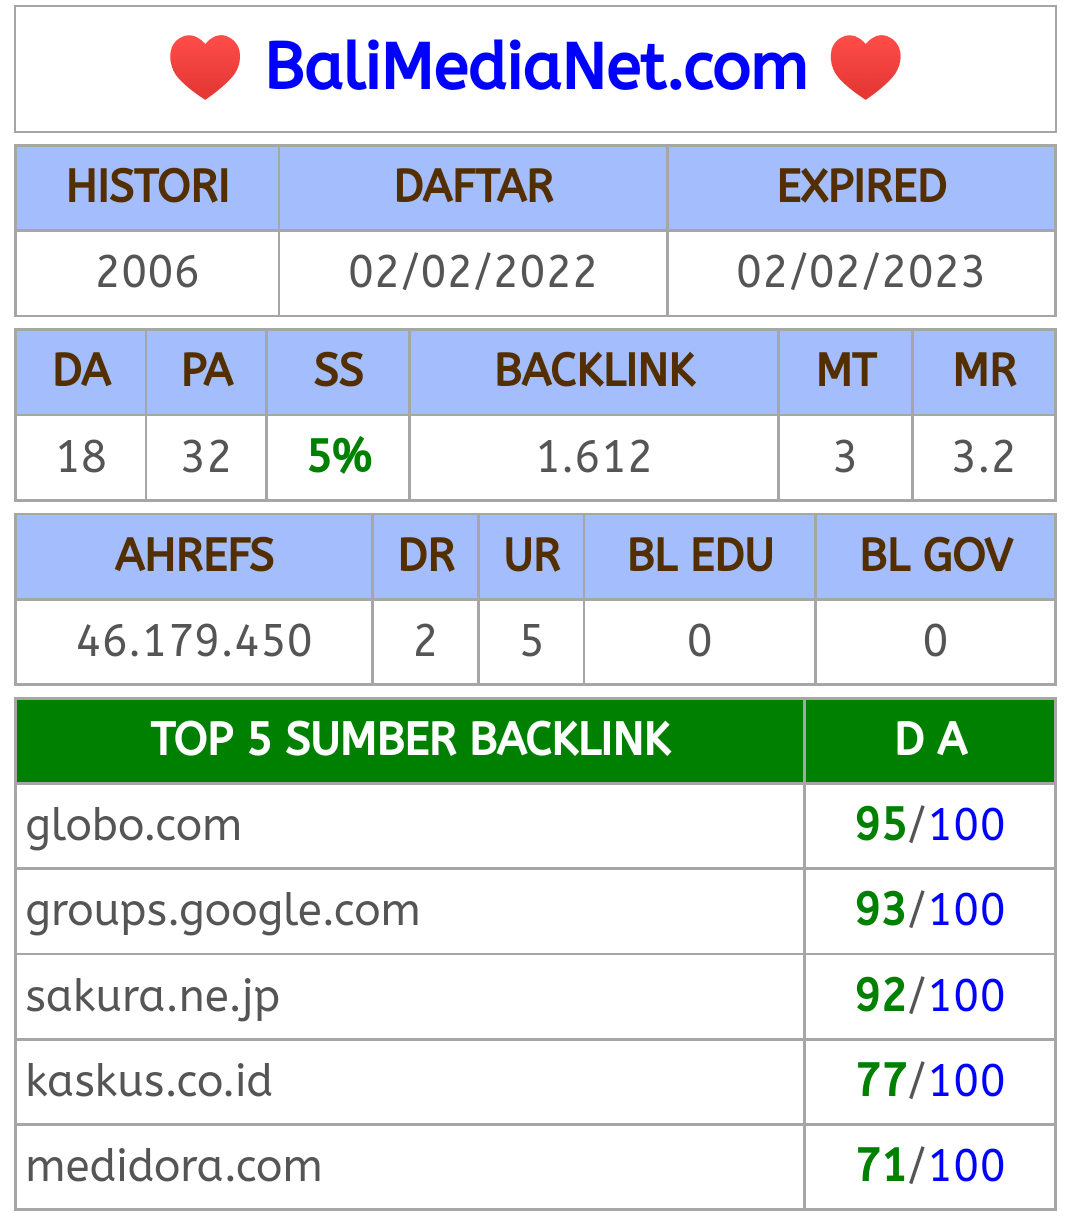 ❤️ BaliMediaNet.com ❤️
HISTORI DAFTAR EXPIRED
2006 02/02/2022 02/02/2023
DA PA SS BACKLINK MT MR
18 32 5% 1.612 3 3.2
AHREFS DR UR BL EDU BL GOV
46.179.450 2 5 0 0
TOP 5 SUMBER BACKLINK D A
globo.com 95/100
groups.google.com 93/100
sakura.ne.jp 92/100
kaskus.co.id 77/100
medidora.com 71/100